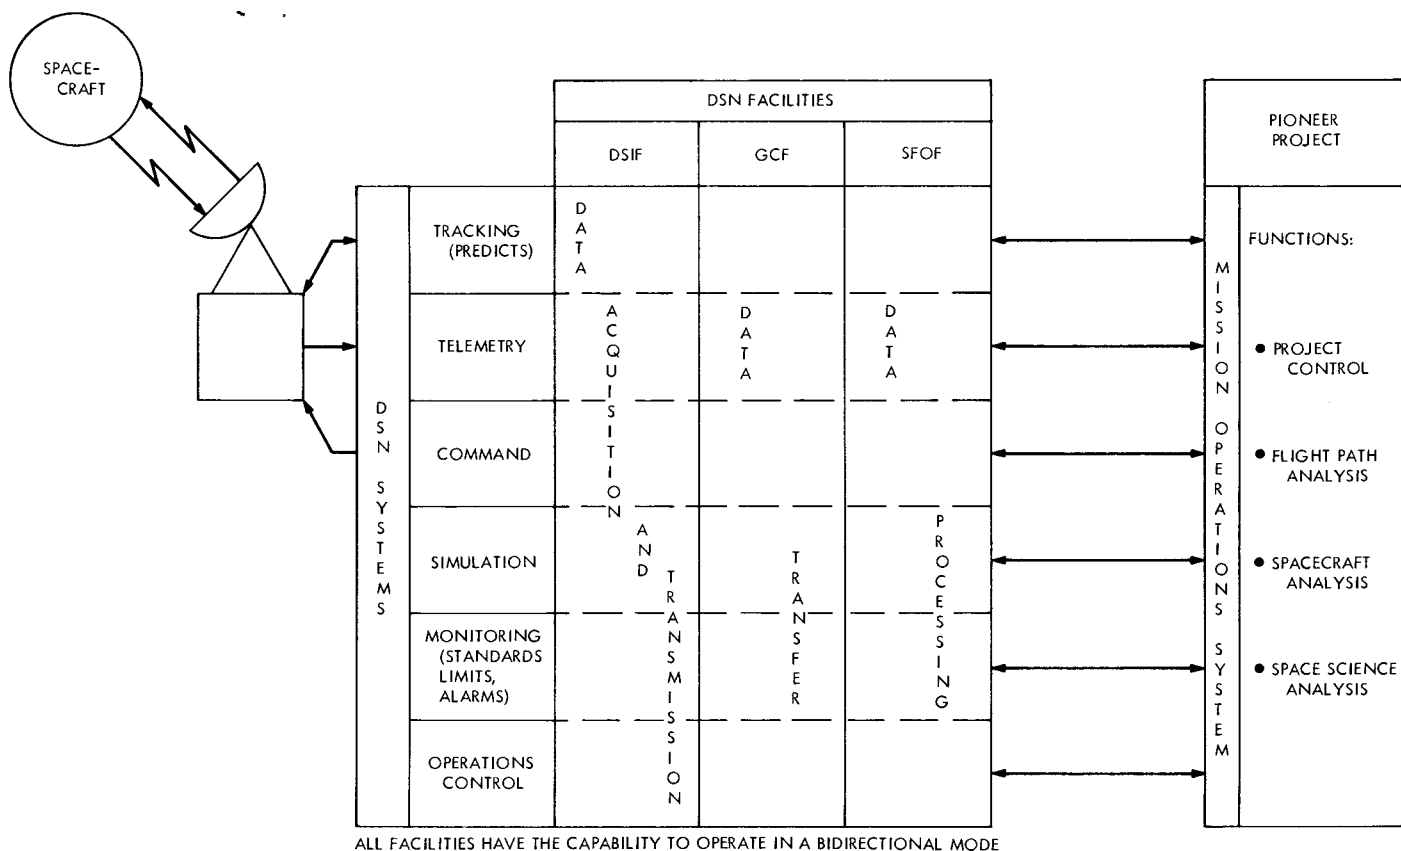 SPACE-
CRAFT
DSN FACILITIES
DSIF
GCF
SFOF
PIONEER
PROJECT
DSN SYSTEMS
TRACKING
(PREDICTS)
TELEMETRY
COMMAND
SIMULATION
MONITORING
(STANDARDS
LIMITS,
ALARMS)
OPERATIONS
CONTROL
DATA
ACQUISITION
AND
TRANSMISSION
DATA
TRANSFER
DATA
PROCESSING
MISSION OPERATIONS SYSTEM
FUNCTIONS:
● PROJECT
CONTROL
● FLIGHT PATH
ANALYSIS
● SPACECRAFT
ANALYSIS
● SPACE SCIENCE
ANALYSIS
ALL FACILITIES HAVE THE CAPABILITY TO OPERATE IN A BIDIRECTIONAL MODE